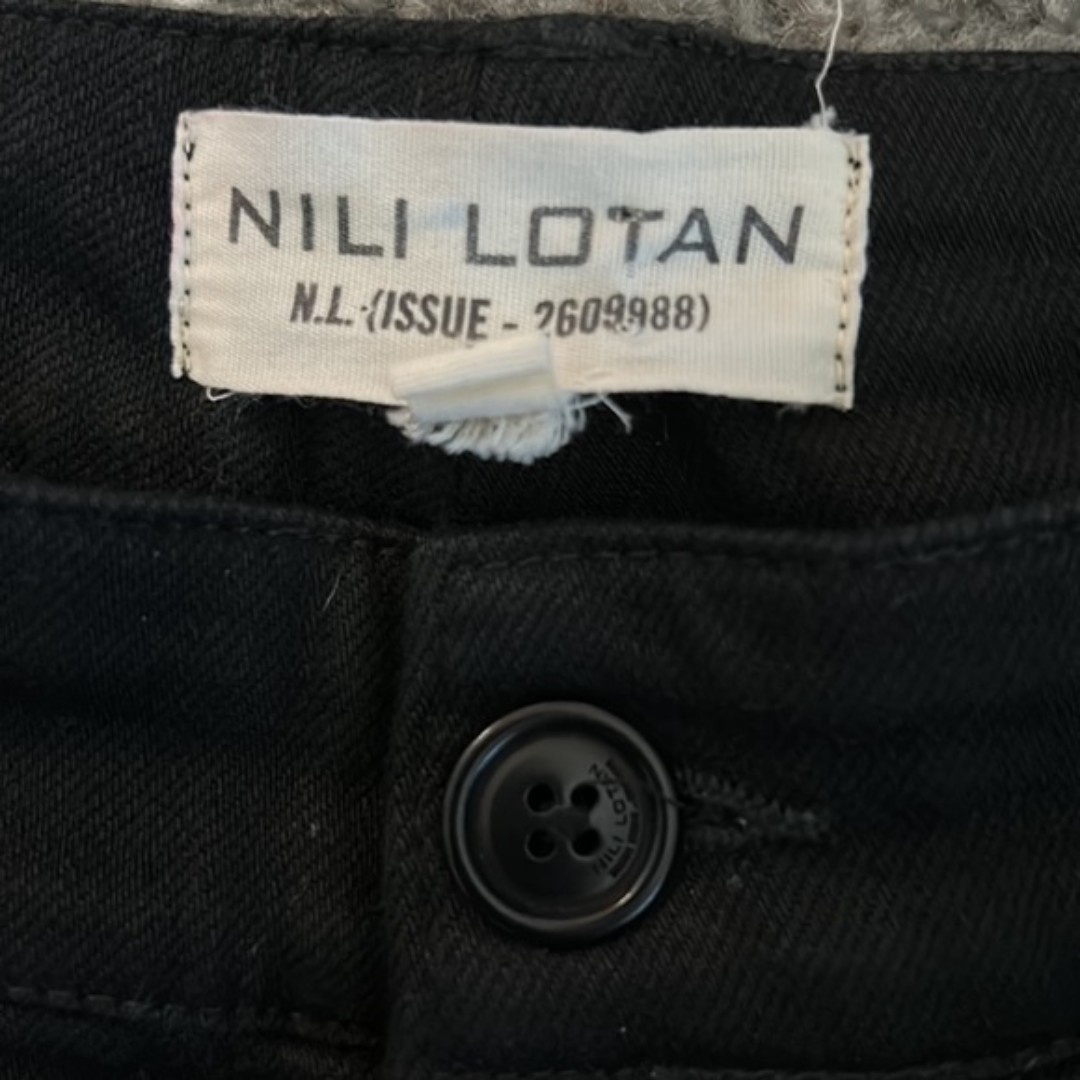 NILI LOTAN
N.L. (ISSUE - 2609988)
NILI LOTAN